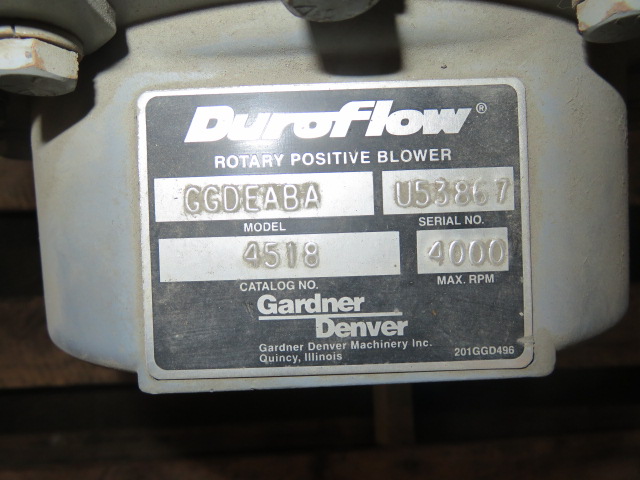 DuroFlow®
ROTARY POSITIVE BLOWER
GGDEABA U53867
MODEL SERIAL NO.
4518 4000
CATALOG NO. MAX. RPM
Gardner
Denver
Gardner Denver Machinery Inc.
Quincy, Illinois 201GGD496